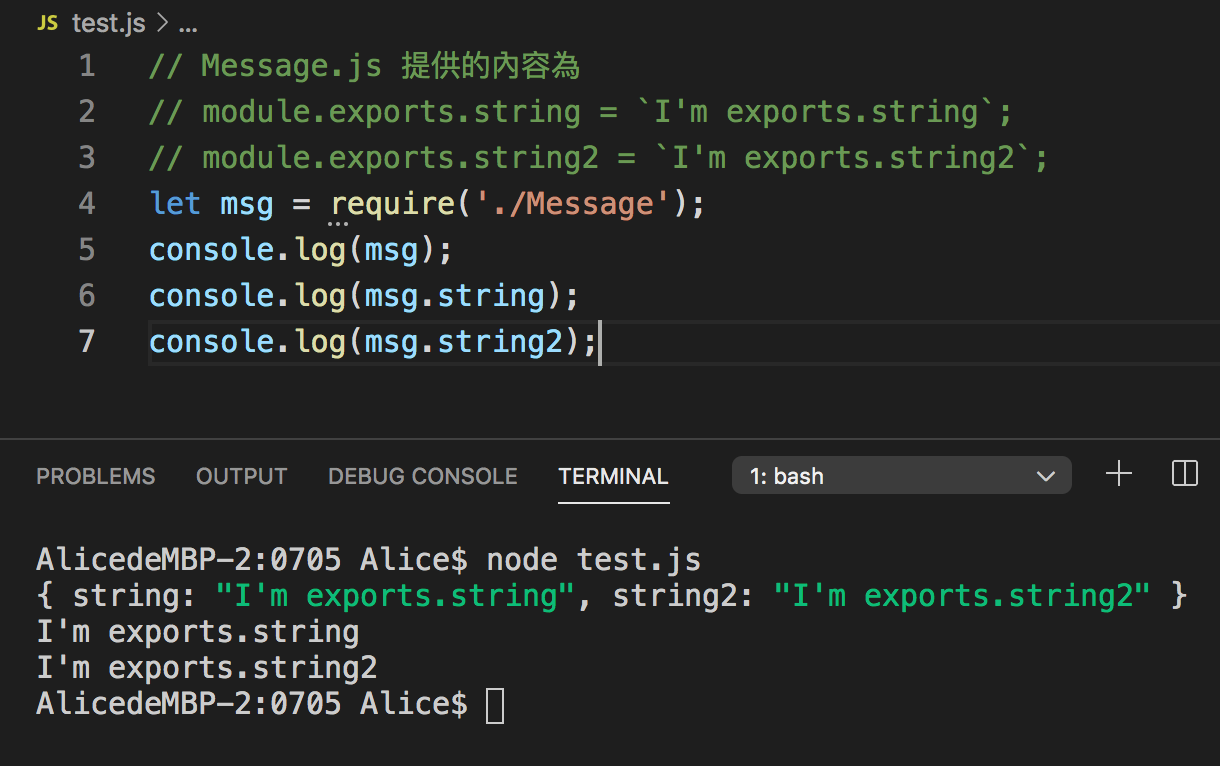 JS test.js > ...
1 // Message.js 提供的內容為
2 // module.exports.string = `I'm exports.string`;
3 // module.exports.string2 = `I'm exports.string2`;
4 let msg = require('./Message');
5 console.log(msg);
6 console.log(msg.string);
7 console.log(msg.string2);
PROBLEMS OUTPUT DEBUG CONSOLE TERMINAL 1: bash
AlicedeMBP-2:0705 Alice$ node test.js
{ string: "I'm exports.string", string2: "I'm exports.string2" }
I'm exports.string
I'm exports.string2
AlicedeMBP-2:0705 Alice$